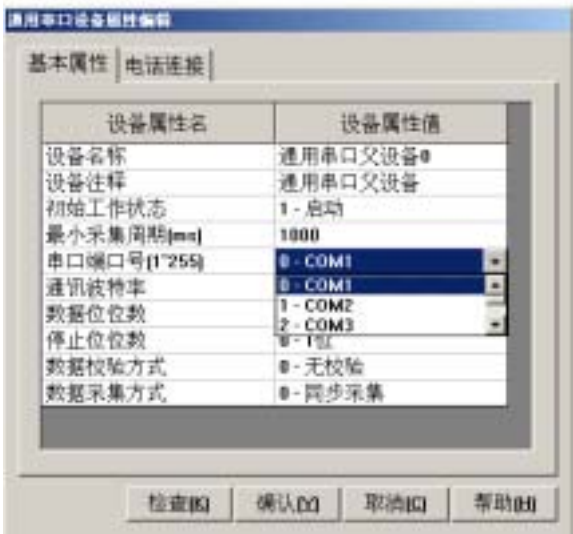 通用串口设备属性编辑
基本属性 电话连接
设备属性名 设备属性值
设备名称 通用串口父设备0
设备注释 通用串口父设备
初始工作状态 1 - 启动
最小采集周期(ms) 1000
串口端口号(1~255) 0 - COM1
通讯波特率 0 - COM1
数据位位数 1 - COM2
2 - COM3
停止位位数 0 - 1位
数据校验方式 0 - 无校验
数据采集方式 0 - 同步采集
检查(K) 确认(Y) 取消(C) 帮助(H)